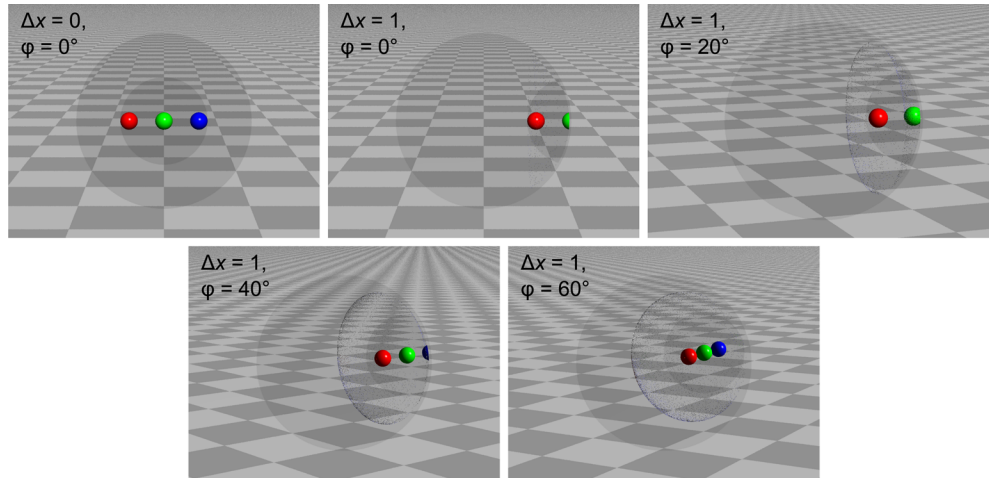 Δx = 0,
φ = 0°
Δx = 1,
φ = 0°
Δx = 1,
φ = 20°
Δx = 1,
φ = 40°
Δx = 1,
φ = 60°